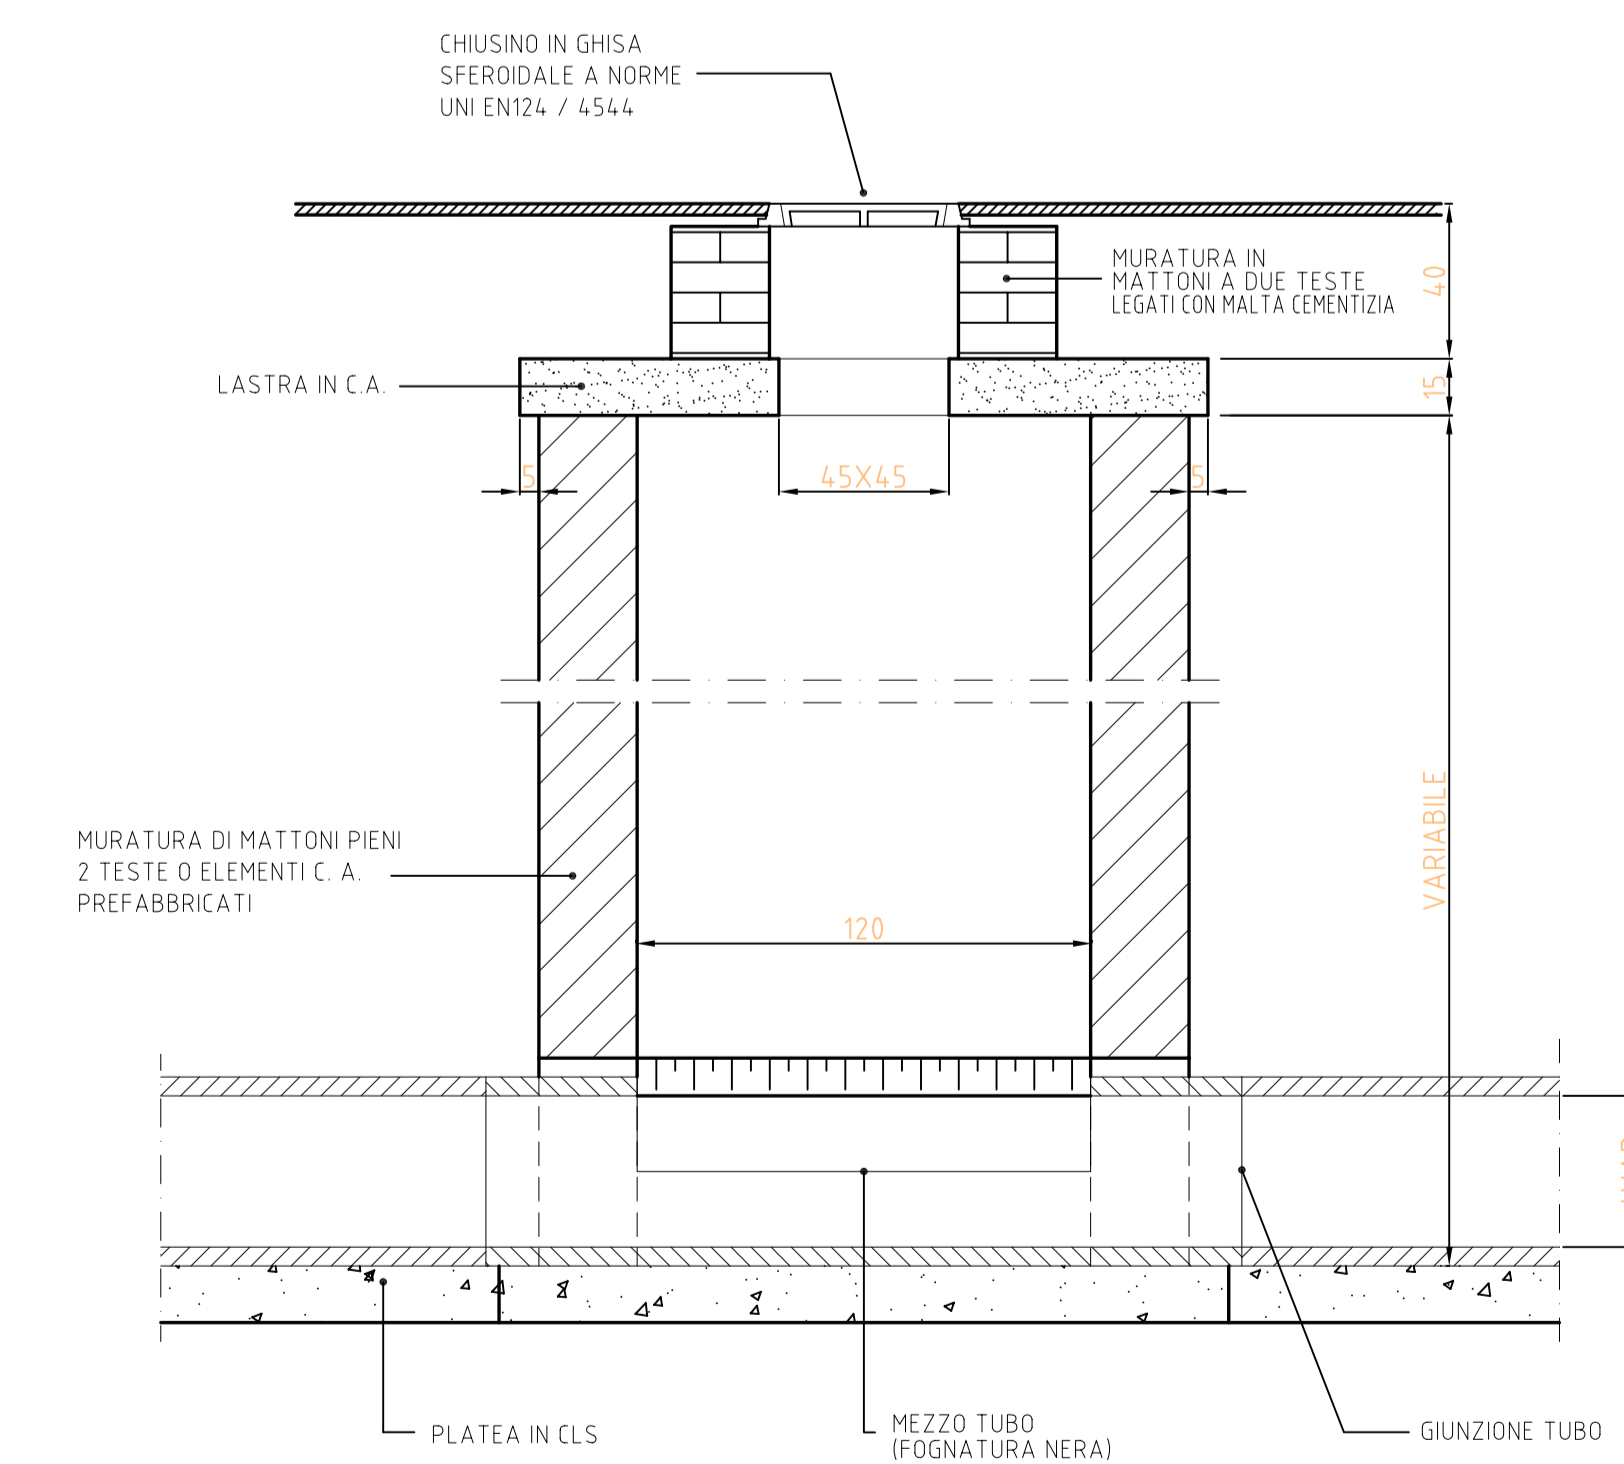 CHIUSINO IN GHISA
SFEROIDALE A NORME
UNI EN124 / 4544
MURATURA IN
MATTONI A DUE TESTE
LEGATI CON MALTA CEMENTIZIA
40
LASTRA IN C.A.
15
5
45X45
5
VARIABILE
MURATURA DI MATTONI PIENI
2 TESTE O ELEMENTI C. A.
PREFABBRICATI
120
PLATEA IN CLS
MEZZO TUBO
(FOGNATURA NERA)
GIUNZIONE TUBO